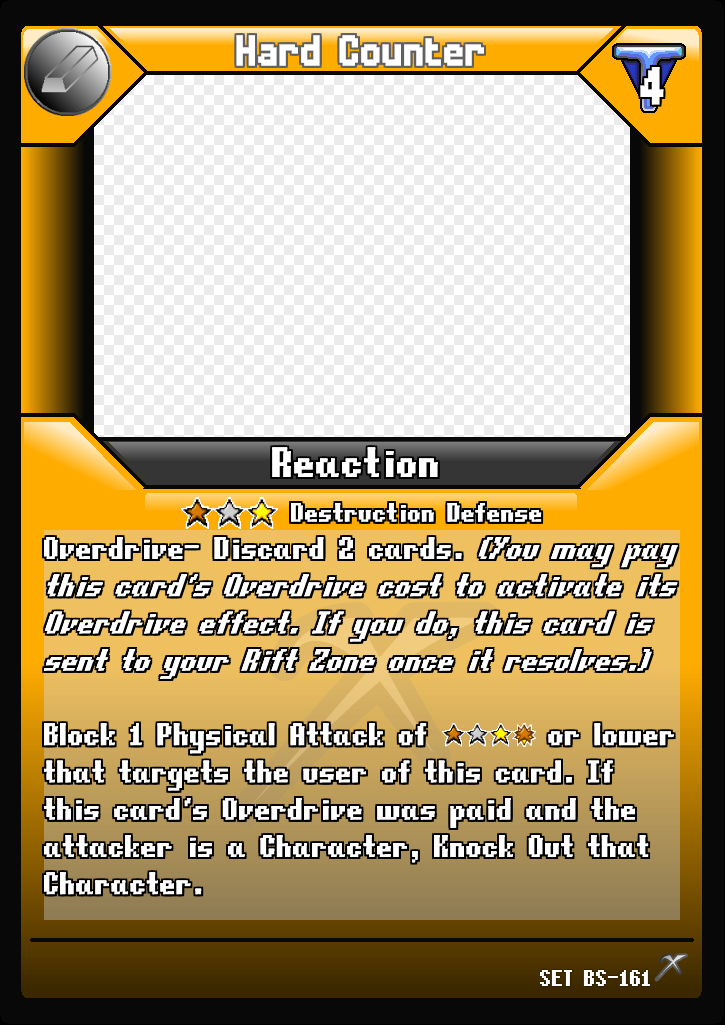 Hard Counter
4
Reaction
Destruction Defense
Overdrive- Discard 2 cards. (You may pay
this card's Overdrive cost to activate its
Overdrive effect. If you do, this card is
sent to your Rift Zone once it resolves.)
Block 1 Physical Attack of ★★★✹ or lower
that targets the user of this card. If
this card's Overdrive was paid and the
attacker is a Character, Knock Out that
Character.
SET BS-161